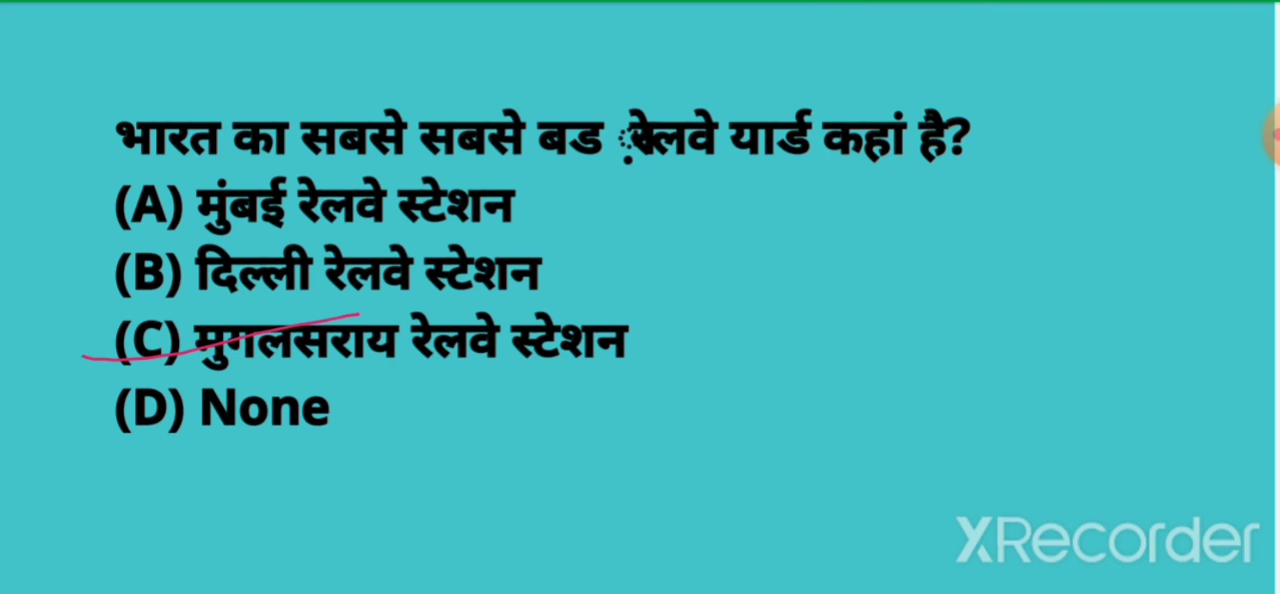 भारत का सबसे सबसे बड ़ेरेलवे यार्ड कहां है?
(A) मुंबई रेलवे स्टेशन
(B) दिल्ली रेलवे स्टेशन
(C) मुगलसराय रेलवे स्टेशन
(D) None
XRecorder